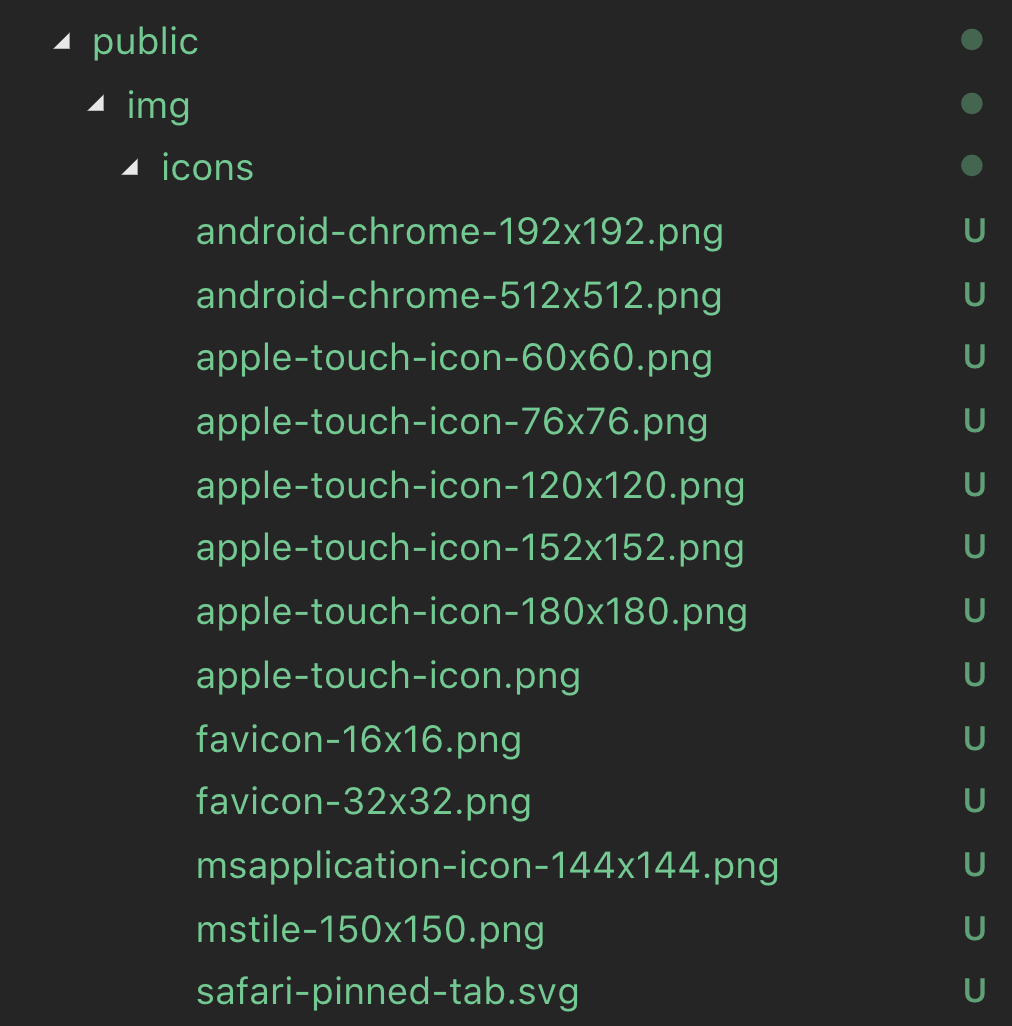 public
img
icons
android-chrome-192x192.png U
android-chrome-512x512.png U
apple-touch-icon-60x60.png U
apple-touch-icon-76x76.png U
apple-touch-icon-120x120.png U
apple-touch-icon-152x152.png U
apple-touch-icon-180x180.png U
apple-touch-icon.png U
favicon-16x16.png U
favicon-32x32.png U
msapplication-icon-144x144.png U
mstile-150x150.png U
safari-pinned-tab.svg U